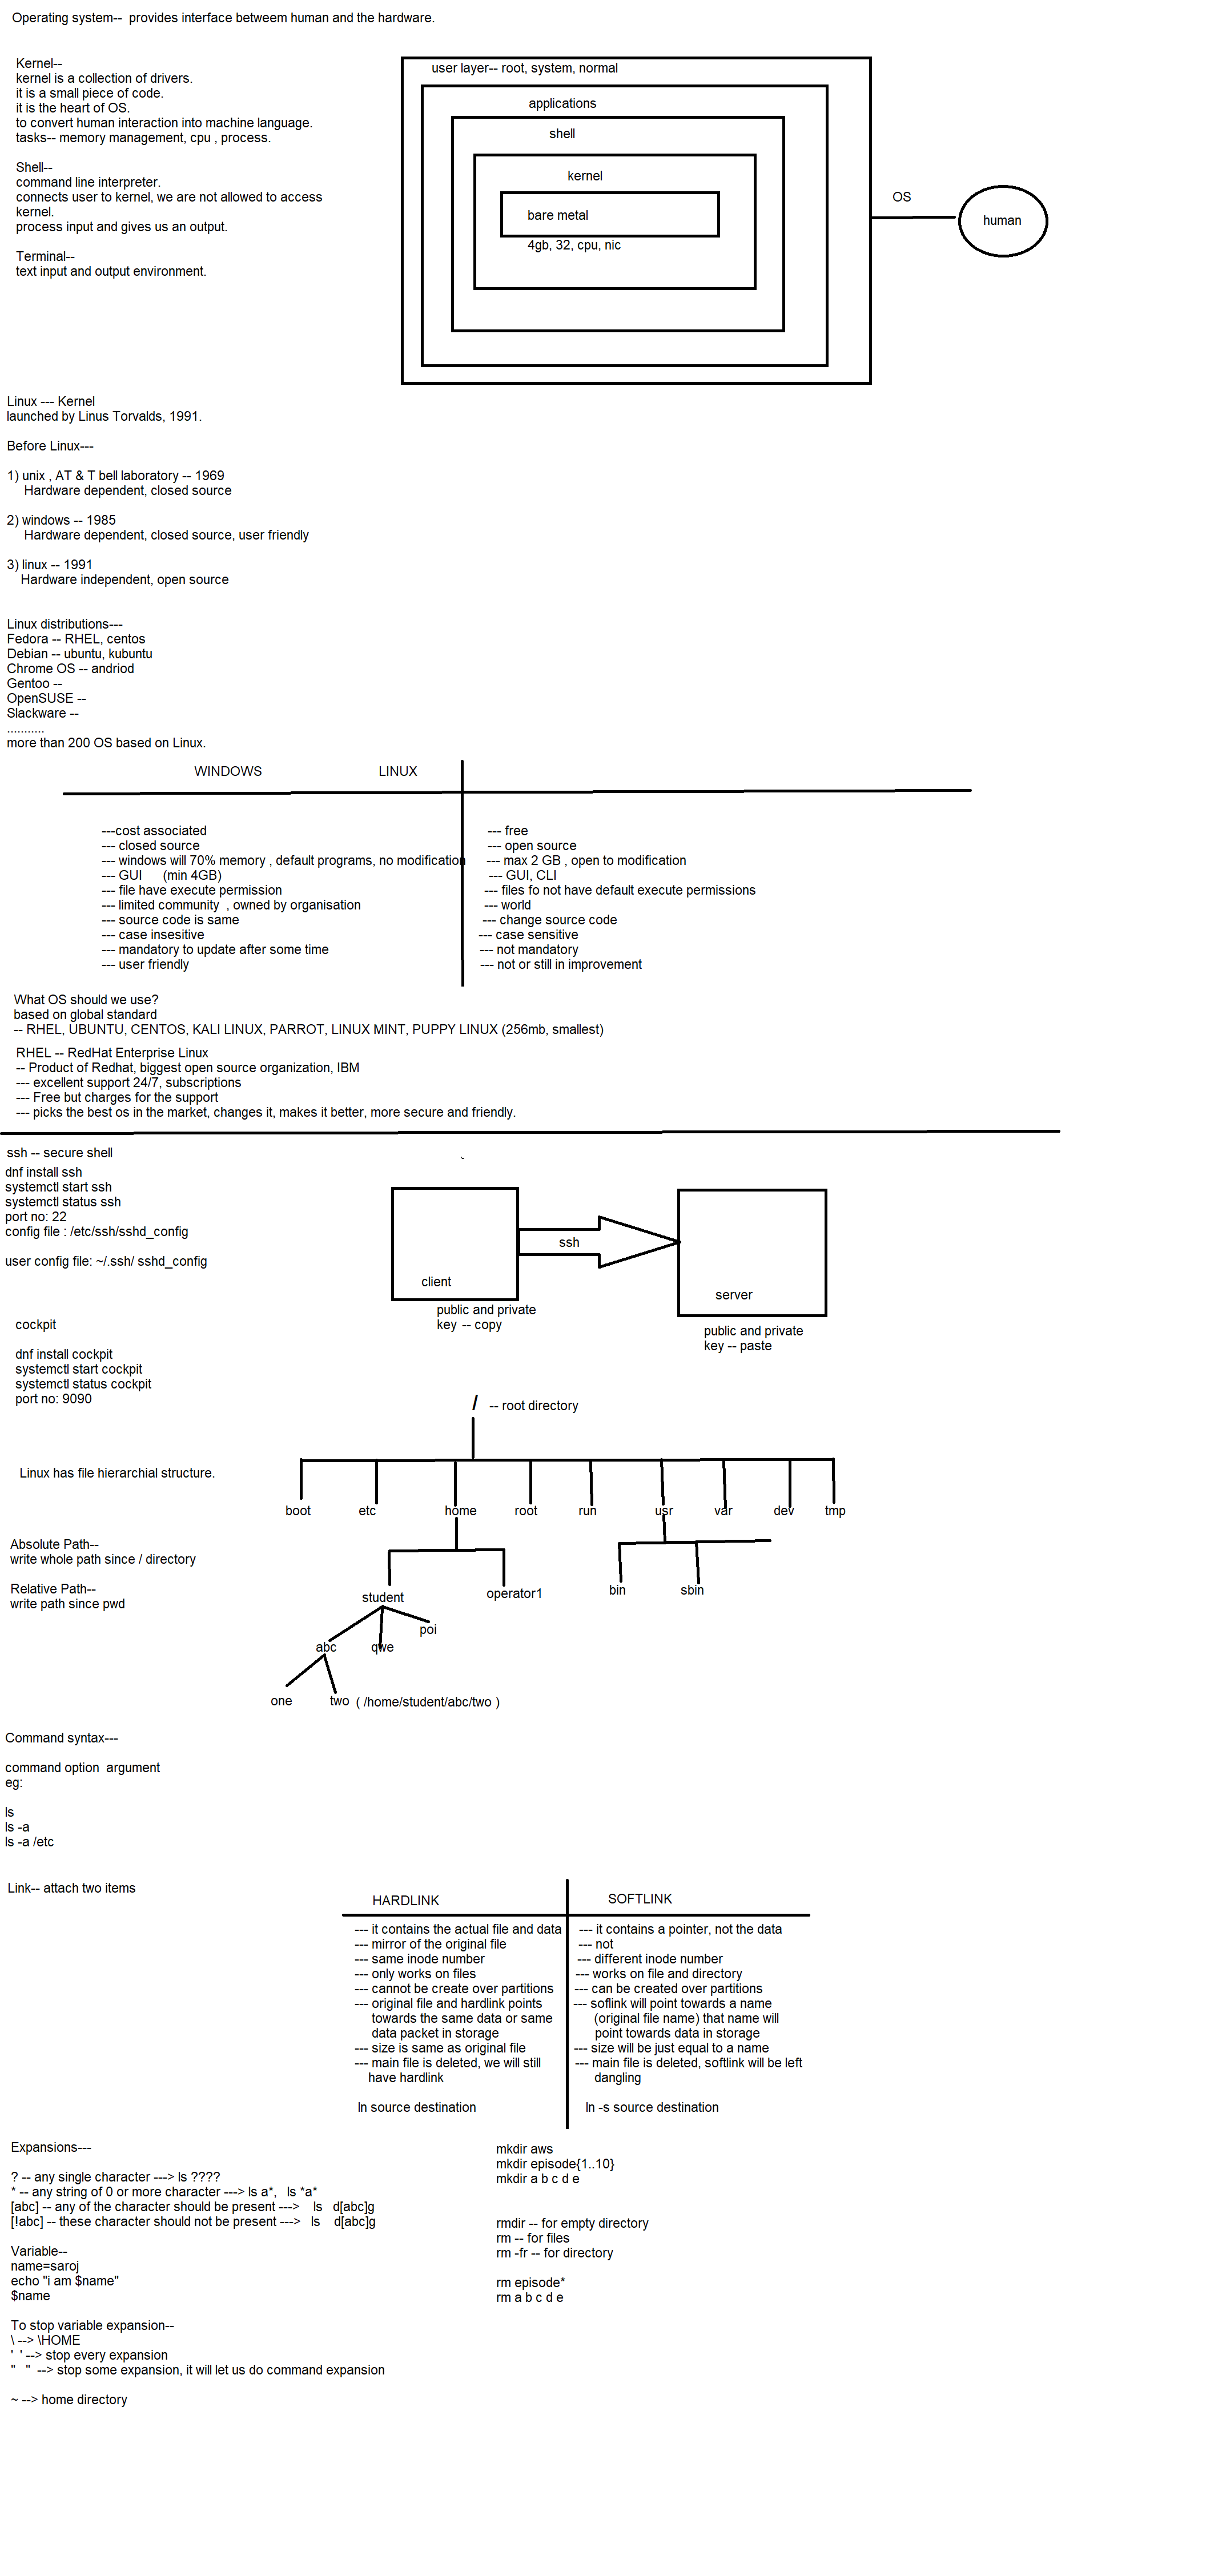 Operating system--  provides interface betweem human and the hardware.
Kernel--
kernel is a collection of drivers.
it is a small piece of code.
it is the heart of OS.
to convert human interaction into machine language.
tasks-- memory management, cpu , process.
Shell--
command line interpreter.
connects user to kernel, we are not allowed to access
kernel.
process input and gives us an output.
Terminal--
text input and output environment.
user layer-- root, system, normal
applications
shell
kernel
bare metal
4gb, 32, cpu, nic
OS
human
Linux --- Kernel
launched by Linus Torvalds, 1991.
Before Linux---
1) unix , AT & T bell laboratory -- 1969
Hardware dependent, closed source
2) windows -- 1985
Hardware dependent, closed source, user friendly
3) linux -- 1991
Hardware independent, open source
Linux distributions---
Fedora -- RHEL, centos
Debian -- ubuntu, kubuntu
Chrome OS -- andriod
Gentoo --
OpenSUSE --
Slackware --
...........
more than 200 OS based on Linux.
WINDOWS
LINUX
---cost associated
--- closed source
--- windows will 70% memory , default programs, no modification
--- GUI      (min 4GB)
--- file have execute permission
--- limited community  , owned by organisation
--- source code is same
--- case insesitive
--- mandatory to update after some time
--- user friendly
--- free
--- open source
--- max 2 GB , open to modification
--- GUI, CLI
--- files fo not have default execute permissions
--- world
--- change source code
--- case sensitive
--- not mandatory
--- not or still in improvement
What OS should we use?
based on global standard
-- RHEL, UBUNTU, CENTOS, KALI LINUX, PARROT, LINUX MINT, PUPPY LINUX (256mb, smallest)
RHEL -- RedHat Enterprise Linux
-- Product of Redhat, biggest open source organization, IBM
--- excellent support 24/7, subscriptions
--- Free but charges for the support
--- picks the best os in the market, changes it, makes it better, more secure and friendly.
ssh -- secure shell
dnf install ssh
systemctl start ssh
systemctl status ssh
port no: 22
config file : /etc/ssh/sshd_config
user config file: ~/.ssh/ sshd_config
client
ssh
server
public and private
key -- copy
public and private
key -- paste
cockpit
dnf install cockpit
systemctl start cockpit
systemctl status cockpit
port no: 9090
/ -- root directory
Linux has file hierarchial structure.
boot etc home root run usr var dev tmp
Absolute Path--
write whole path since / directory
Relative Path--
write path since pwd
student operator1 bin sbin
abc qwe poi
one two ( /home/student/abc/two )
Command syntax---
command option  argument
eg:
ls
ls -a
ls -a /etc
Link-- attach two items
HARDLINK
--- it contains the actual file and data
--- mirror of the original file
--- same inode number
--- only works on files
--- cannot be create over partitions
--- original file and hardlink points
towards the same data or same
data packet in storage
--- size is same as original file
--- main file is deleted, we will still
have hardlink
ln source destination
SOFTLINK
--- it contains a pointer, not the data
--- not
--- different inode number
--- works on file and directory
--- can be created over partitions
--- soflink will point towards a name
(original file name) that name will
point towards data in storage
--- size will be just equal to a name
--- main file is deleted, softlink will be left
dangling
ln -s source destination
Expansions---
? -- any single character ---> ls ????
* -- any string of 0 or more character ---> ls a*,   ls *a*
[abc] -- any of the character should be present --->    ls   d[abc]g
[!abc] -- these character should not be present --->   ls    d[abc]g
Variable--
name=saroj
echo "i am $name"
$name
To stop variable expansion--
\ --> \HOME
'  ' --> stop every expansion
"   "  --> stop some expansion, it will let us do command expansion
~ --> home directory
mkdir aws
mkdir episode{1..10}
mkdir a b c d e
rmdir -- for empty directory
rm -- for files
rm -fr -- for directory
rm episode*
rm a b c d e